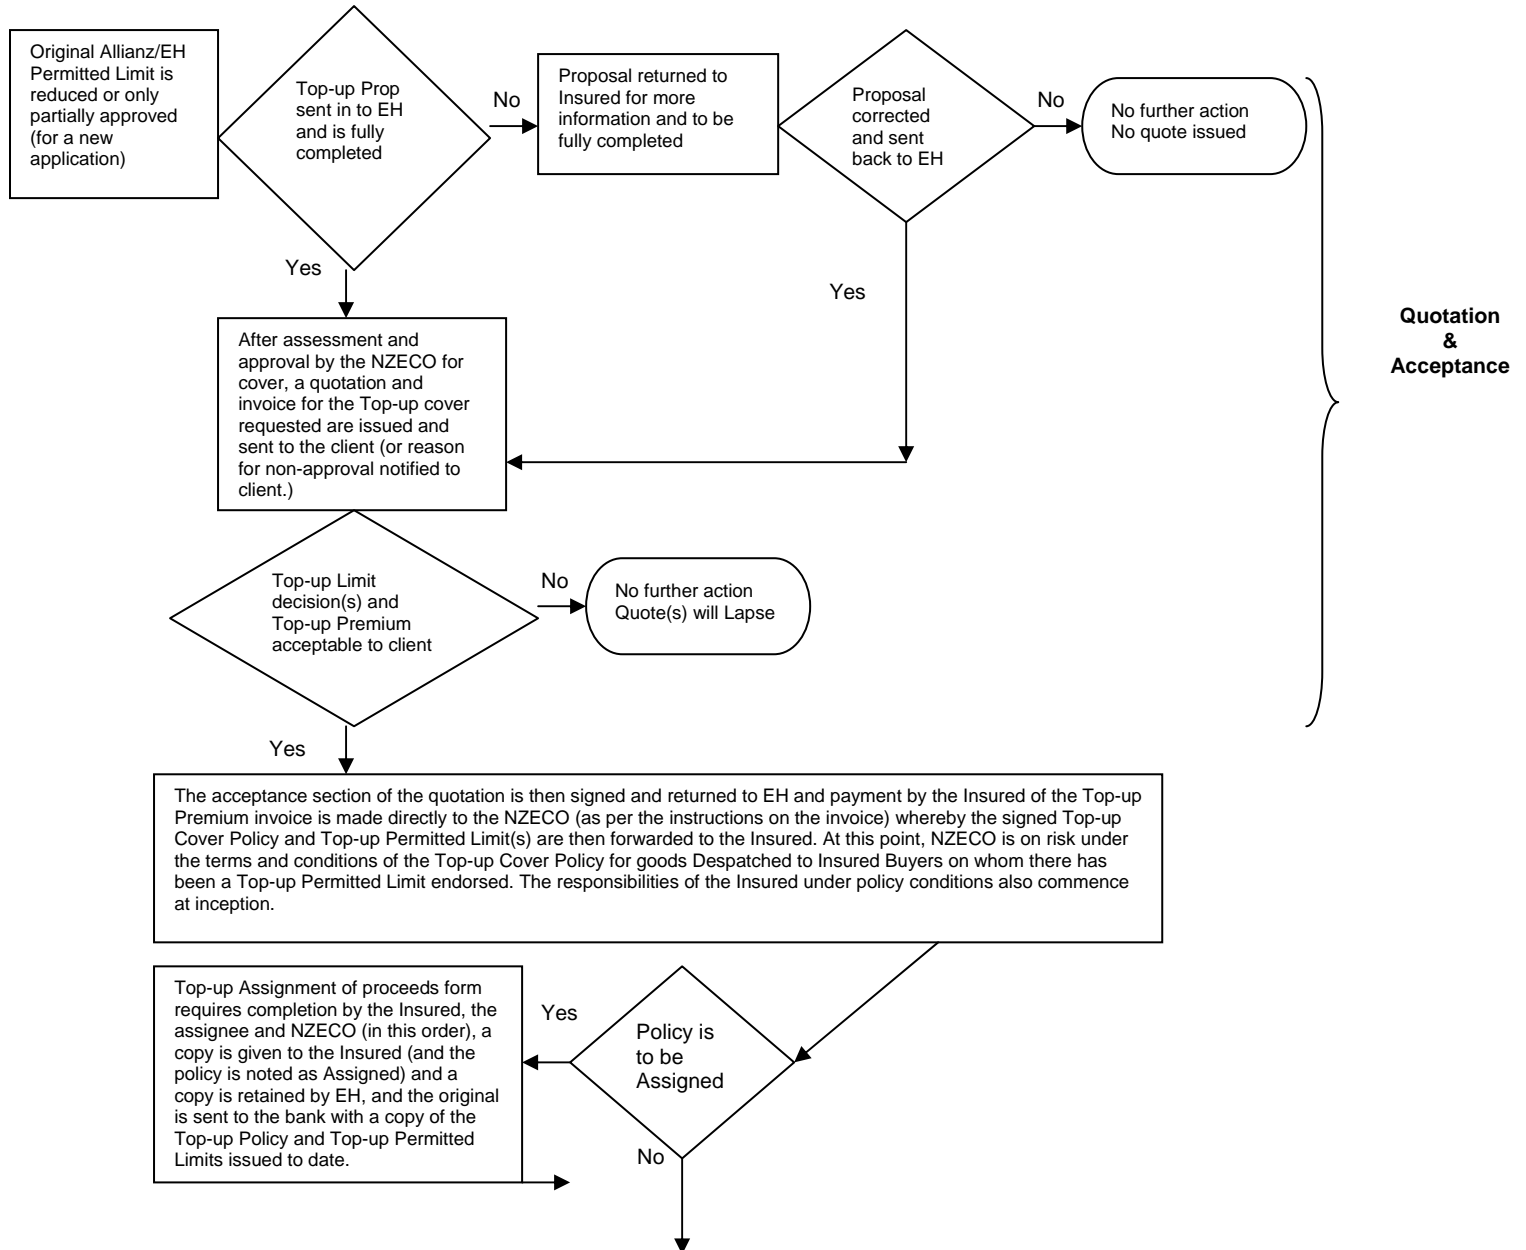 Original Allianz/EH
Permitted Limit is
reduced or only
partially approved
(for a new
application)
Top-up Prop
sent in to EH
and is fully
completed
No
Proposal returned to
Insured for more
information and to be
fully completed
Proposal
corrected
and sent
back to EH
No
No further action
No quote issued
Yes
Yes
Quotation
&
Acceptance
After assessment and
approval by the NZECO for
cover, a quotation and
invoice for the Top-up cover
requested are issued and
sent to the client (or reason
for non-approval notified to
client.)
Top-up Limit
decision(s) and
Top-up Premium
acceptable to client
No
No further action
Quote(s) will Lapse
Yes
The acceptance section of the quotation is then signed and returned to EH and payment by the Insured of the Top-up
Premium invoice is made directly to the NZECO (as per the instructions on the invoice) whereby the signed Top-up
Cover Policy and Top-up Permitted Limit(s) are then forwarded to the Insured. At this point, NZECO is on risk under
the terms and conditions of the Top-up Cover Policy for goods Despatched to Insured Buyers on whom there has
been a Top-up Permitted Limit endorsed. The responsibilities of the Insured under policy conditions also commence
at inception.
Top-up Assignment of proceeds form
requires completion by the Insured, the
assignee and NZECO (in this order), a
copy is given to the Insured (and the
policy is noted as Assigned) and a
copy is retained by EH, and the original
is sent to the bank with a copy of the
Top-up Policy and Top-up Permitted
Limits issued to date.
Yes
Policy is
to be
Assigned
No